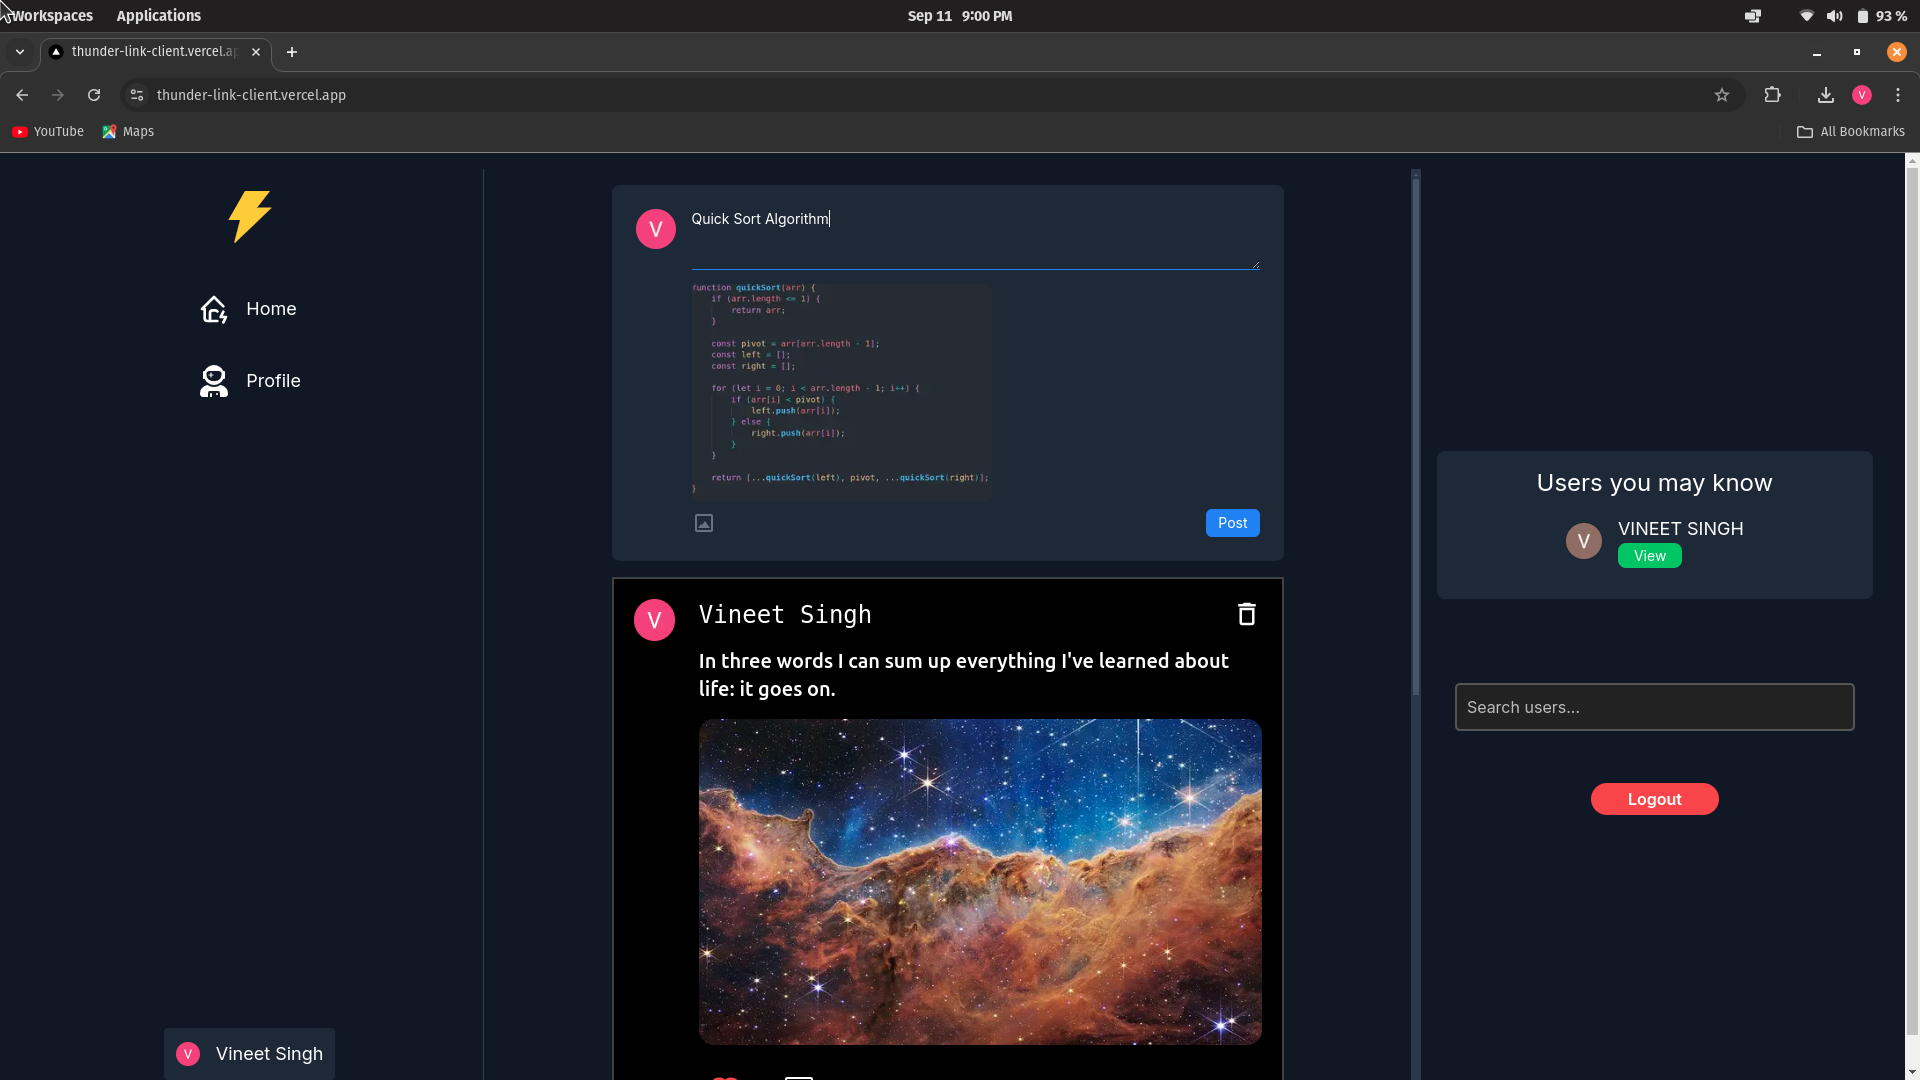 Workspaces Applications Sep 11 9:00 PM 93 %
thunder-link-client.vercel.ap
thunder-link-client.vercel.app
YouTube Maps All Bookmarks
Home
Profile
Vineet Singh
V
V
Quick Sort Algorithm
function quickSort(arr) {
if (arr.length <= 1) {
return arr;
}
const pivot = arr[arr.length - 1];
const left = [];
const right = [];
for (let i = 0; i < arr.length - 1; i++) {
if (arr[i] < pivot) {
left.push(arr[i]);
} else {
right.push(arr[i]);
}
}
return [...quickSort(left), pivot, ...quickSort(right)];
}
Post
V
Vineet Singh
In three words I can sum up everything I've learned about
life: it goes on.
Users you may know
V
VINEET SINGH
View
Search users...
Logout
V